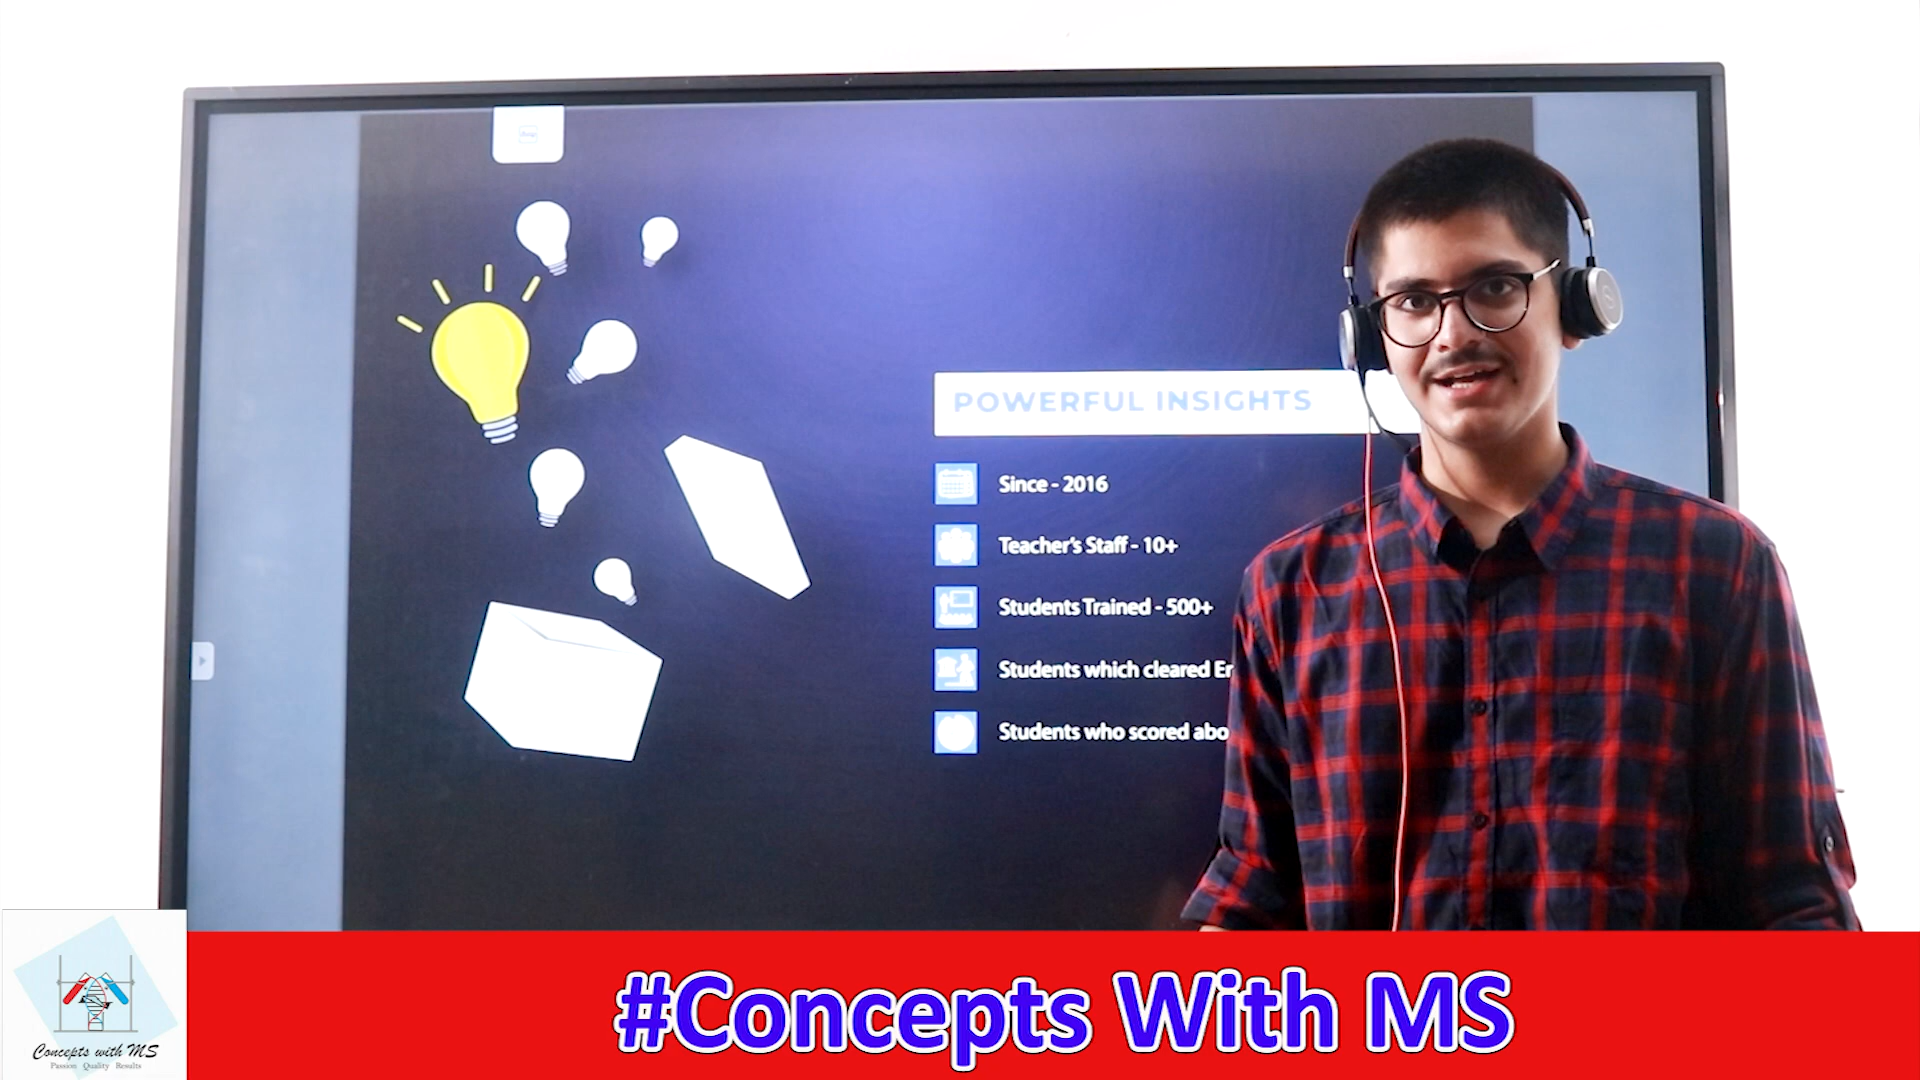 POWERFUL INSIGHTS
Since - 2016
Teacher's Staff - 10+
Students Trained - 500+
Students which cleared
Students who scored
#Concepts With MS
Concepts with MS
Passion Quality Results